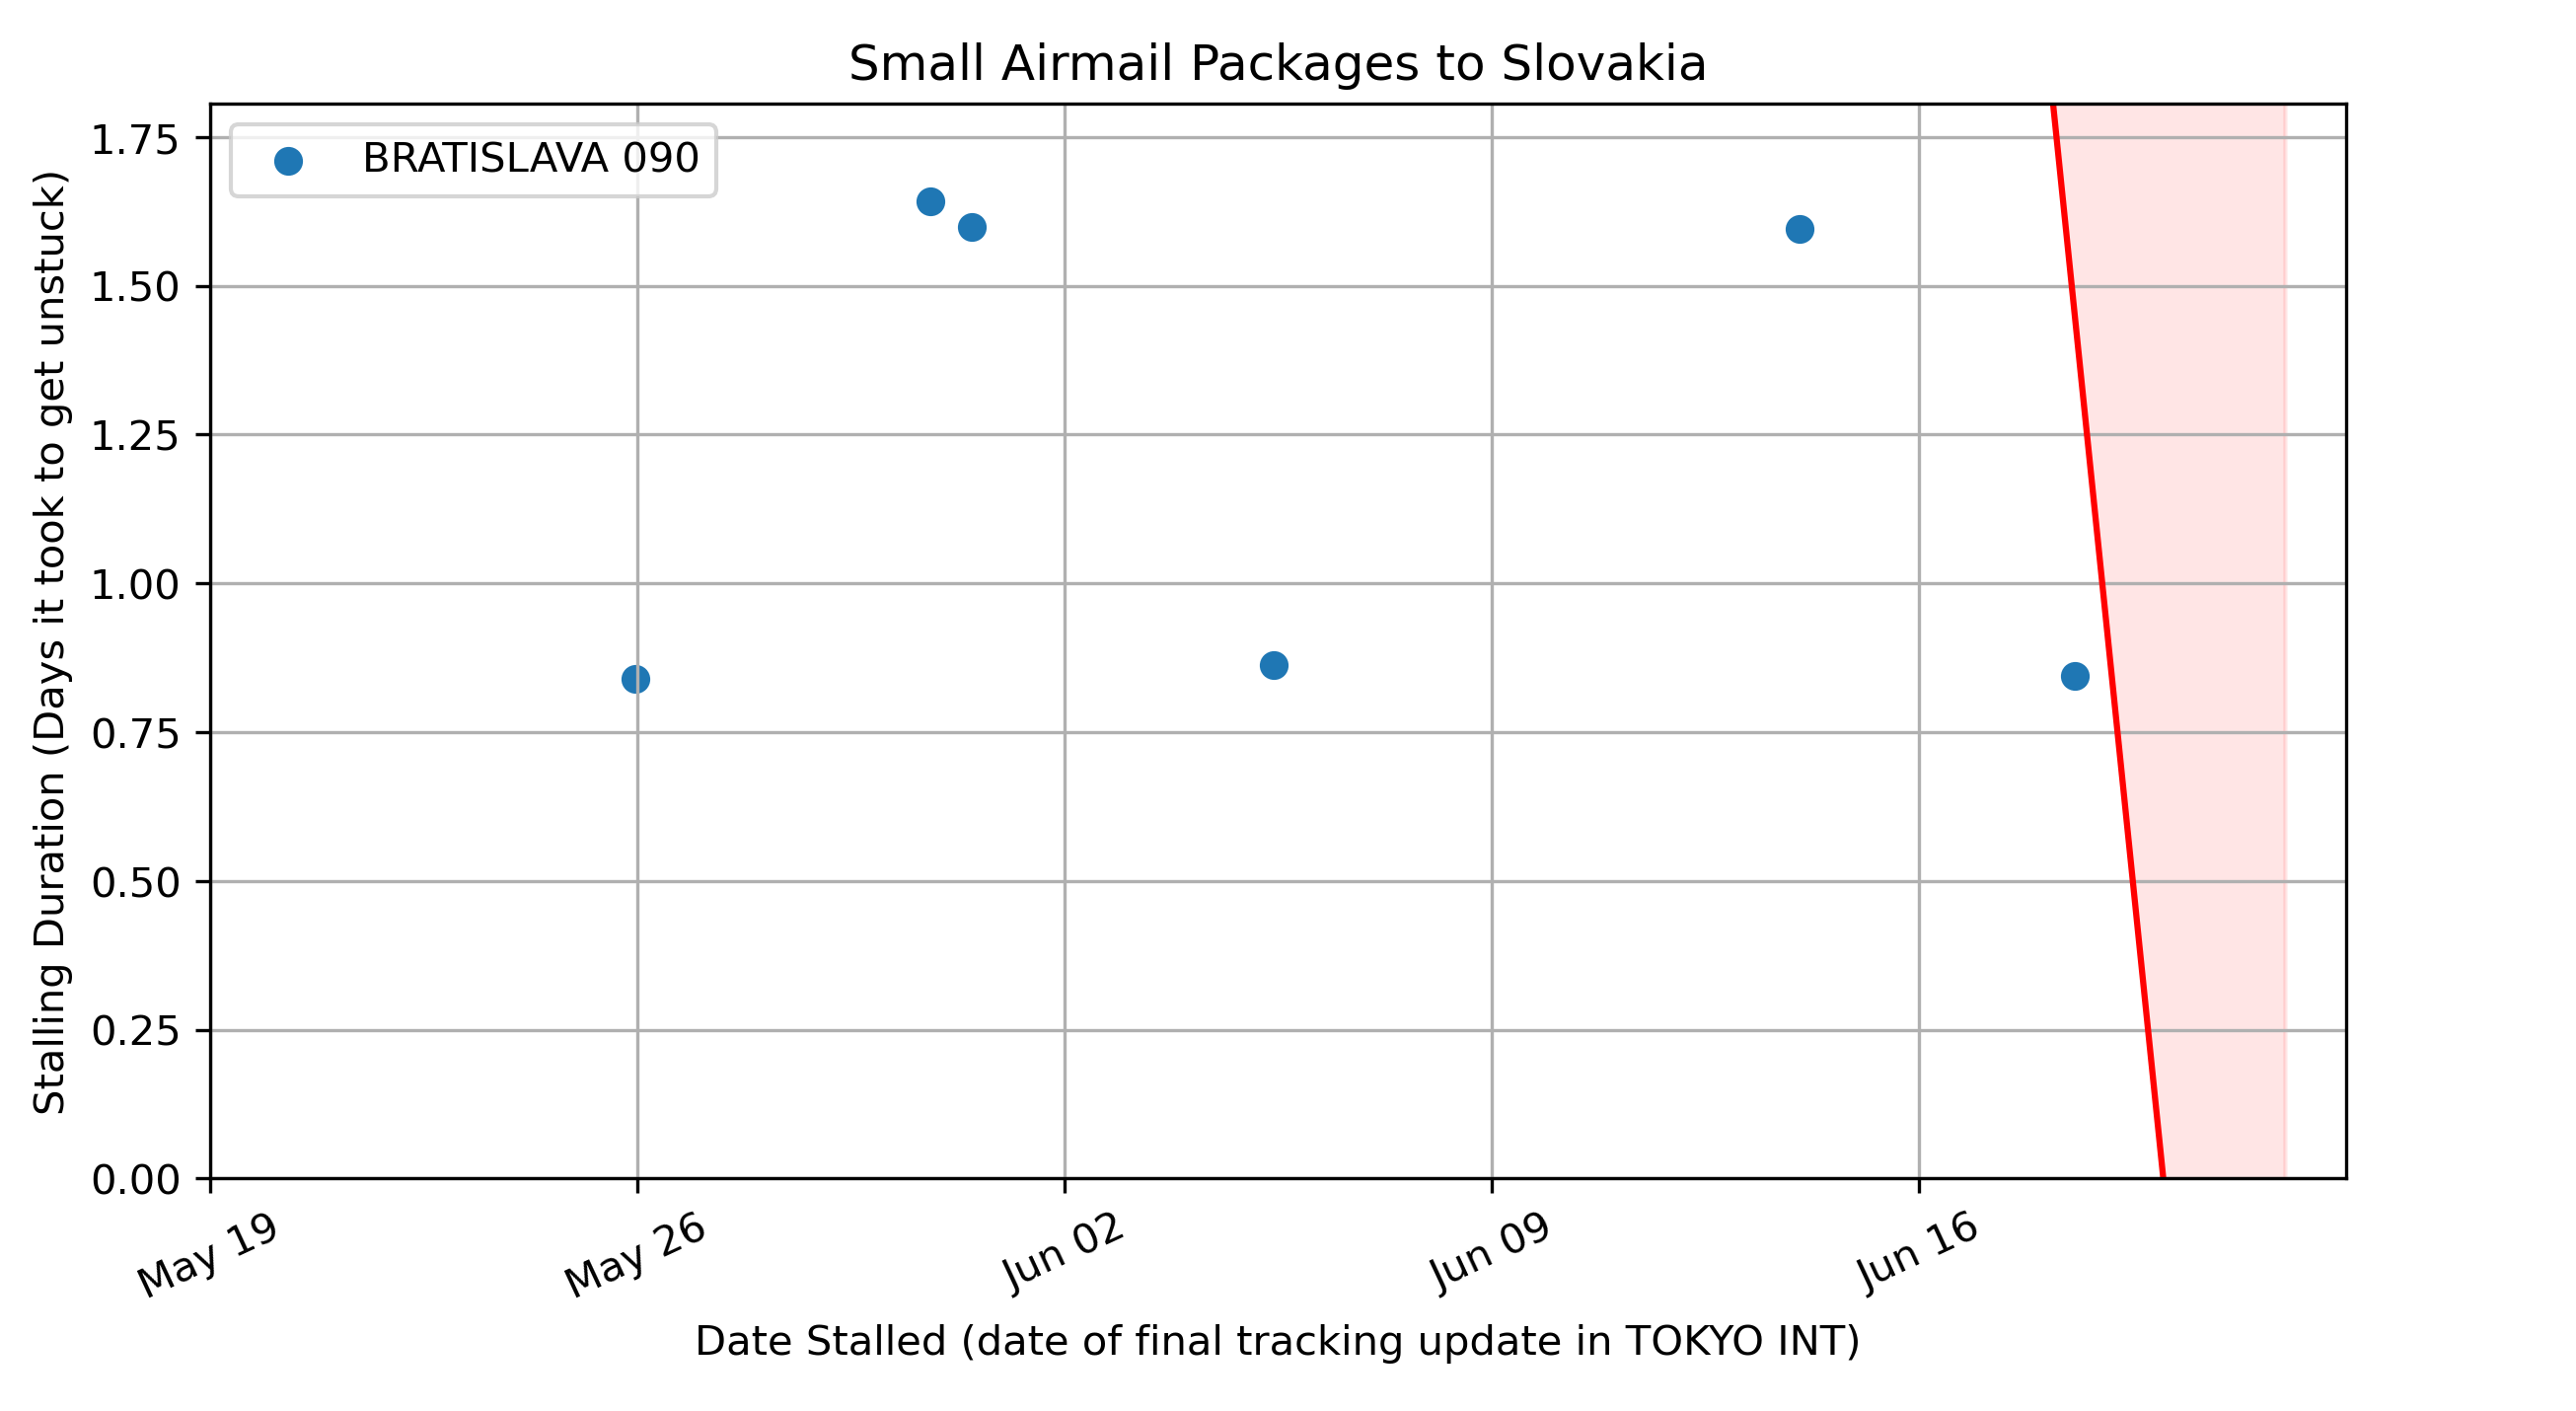 Small Airmail Packages to Slovakia
BRATISLAVA 090
Stalling Duration (Days it took to get unstuck)
1.75
1.50
1.25
1.00
0.75
0.50
0.25
0.00
May 19
May 26
Jun 02
Jun 09
Jun 16
Date Stalled (date of final tracking update in TOKYO INT)